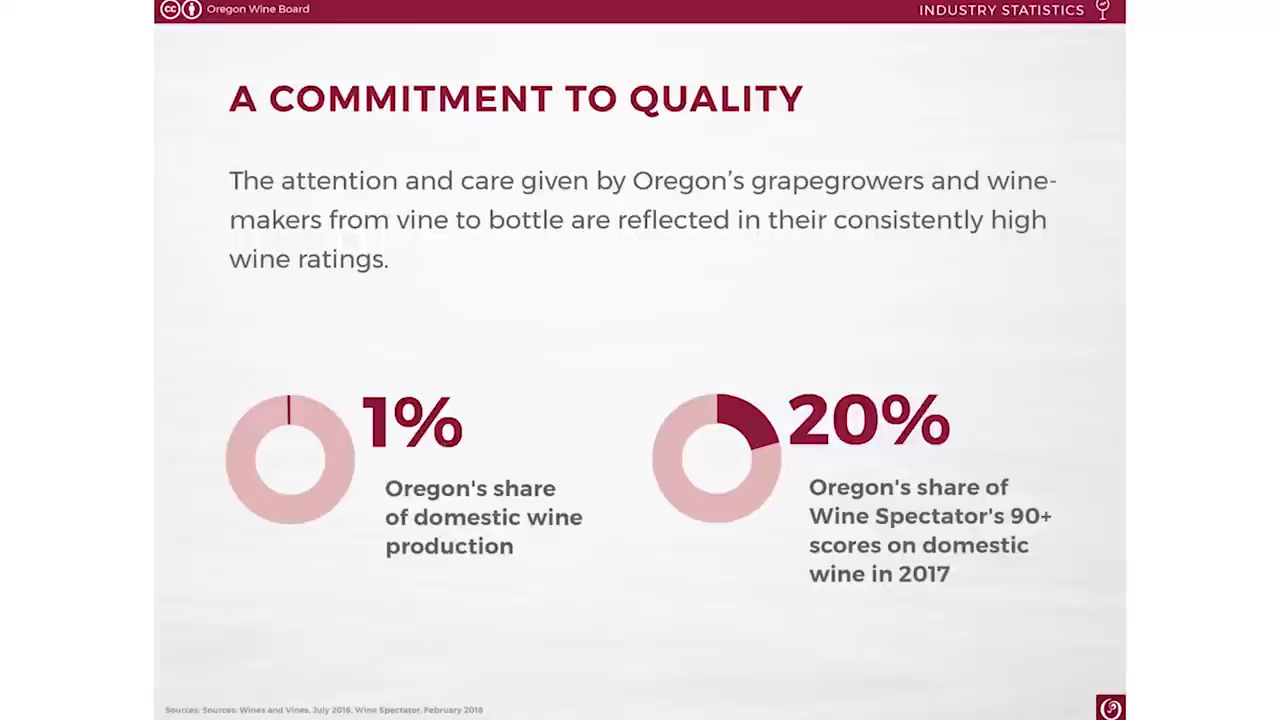 Oregon Wine Board
INDUSTRY STATISTICS
A COMMITMENT TO QUALITY
The attention and care given by Oregon’s grapegrowers and wine-
makers from vine to bottle are reflected in their consistently high
wine ratings.
1%
Oregon's share
of domestic wine
production
20%
Oregon's share of
Wine Spectator's 90+
scores on domestic
wine in 2017
Sources: Sources: Wines and Vines, July 2016, Wine Spectator, February 2018